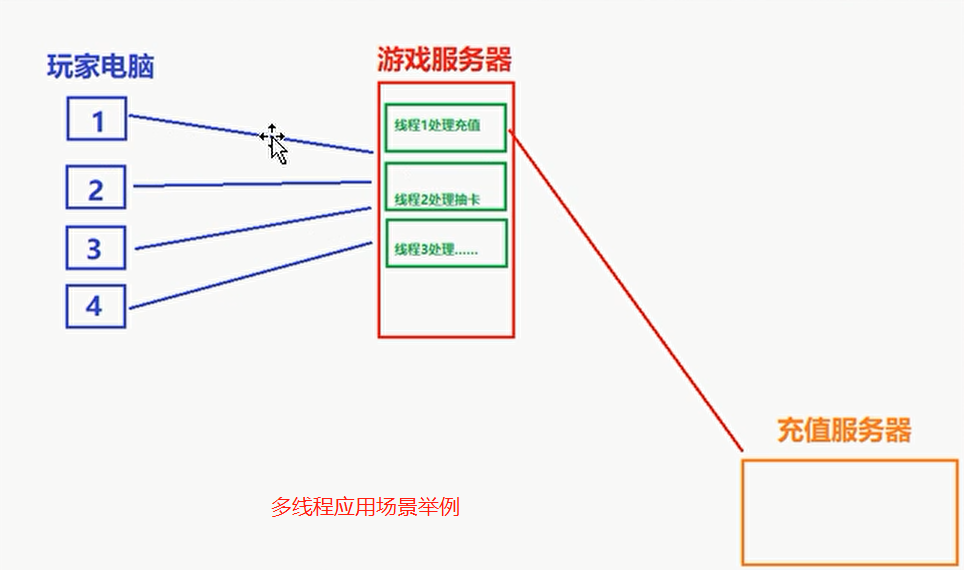 玩家电脑
游戏服务器
1
线程1处理充值
2
线程2处理抽卡
3
线程3处理......
4
充值服务器
多线程应用场景举例